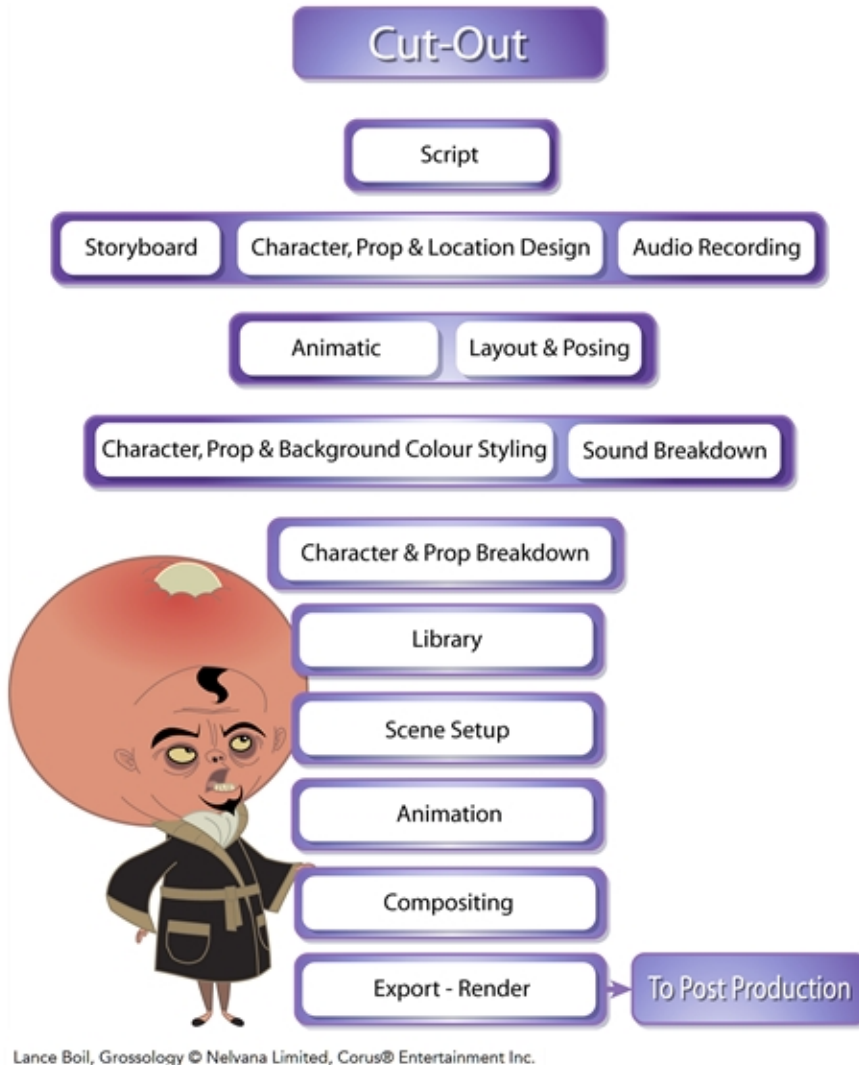 Cut-Out
Script
Storyboard
Character, Prop & Location Design
Audio Recording
Animatic
Layout & Posing
Character, Prop & Background Colour Styling
Sound Breakdown
Character & Prop Breakdown
Library
Scene Setup
Animation
Compositing
Export - Render
To Post Production
Lance Boil, Grossology © Nelvana Limited, Corus® Entertainment Inc.